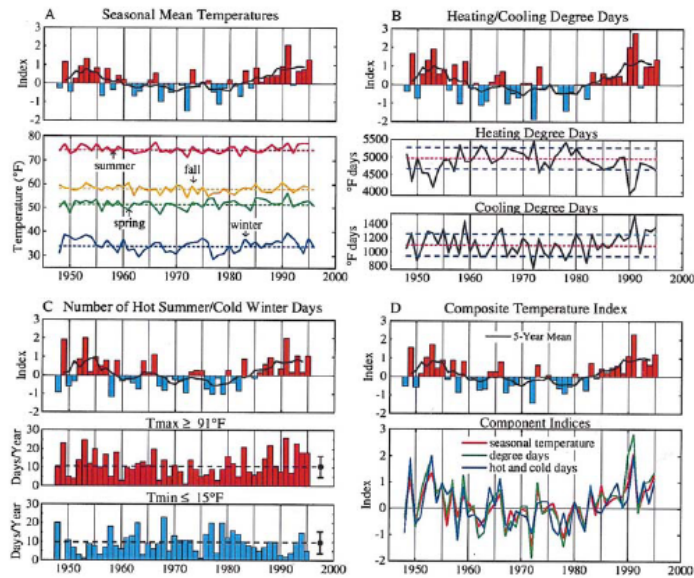 A Seasonal Mean Temperatures
3
2
1
0
-1
-2
Index
80
70
60
50
40
30
Temperature (°F)
summer
fall
spring
winter
1950 1960 1970 1980 1990 2000
B Heating/Cooling Degree Days
3
2
1
0
-1
-2
Index
Heating Degree Days
5500
5000
4500
4000
°F days
Cooling Degree Days
1400
1200
1000
800
°F days
1950 1960 1970 1980 1990 2000
C Number of Hot Summer/Cold Winter Days
3
2
1
0
-1
-2
Index
Tmax ≥ 91°F
30
20
10
0
Days/Year
Tmin ≤ 15°F
30
20
10
0
Days/Year
1950 1960 1970 1980 1990 2000
D Composite Temperature Index
3
2
1
0
-1
-2
Index
5-Year Mean
Component Indices
3
2
1
0
-1
-2
Index
seasonal temperature
degree days
hot and cold days
1950 1960 1970 1980 1990 2000